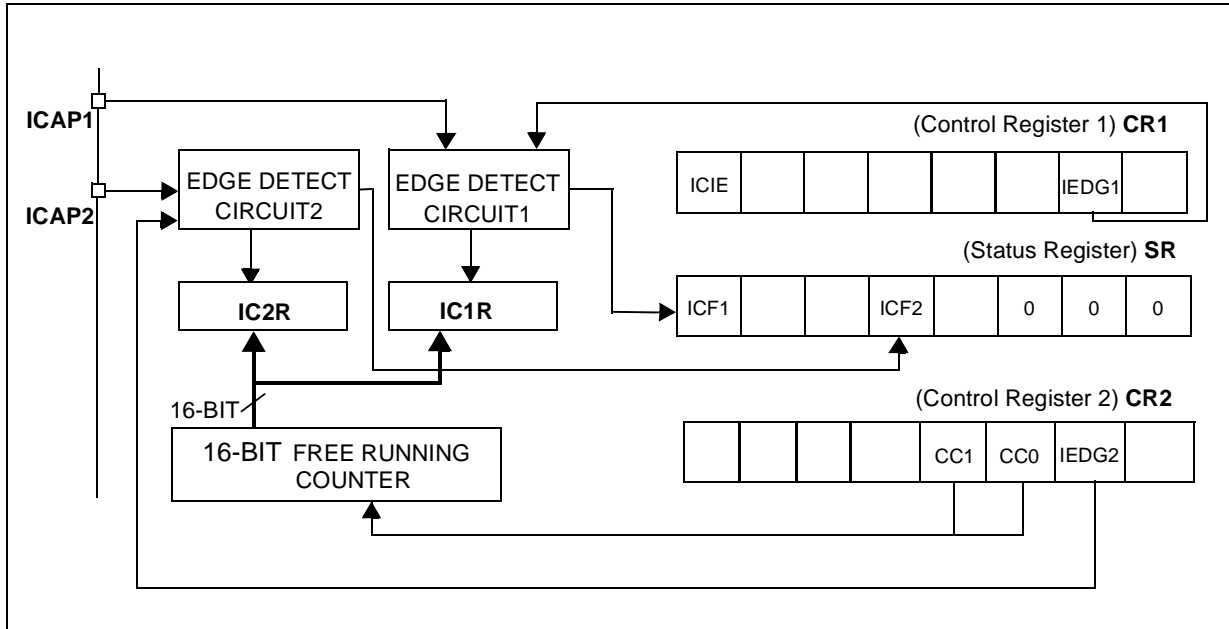 ICAP1
ICAP2
EDGE DETECT
CIRCUIT2
EDGE DETECT
CIRCUIT1
IC2R
IC1R
16-BIT
16-BIT FREE RUNNING
COUNTER
(Control Register 1) CR1
ICIE IEDG1
(Status Register) SR
ICF1 ICF2 0 0 0
(Control Register 2) CR2
CC1 CC0 IEDG2